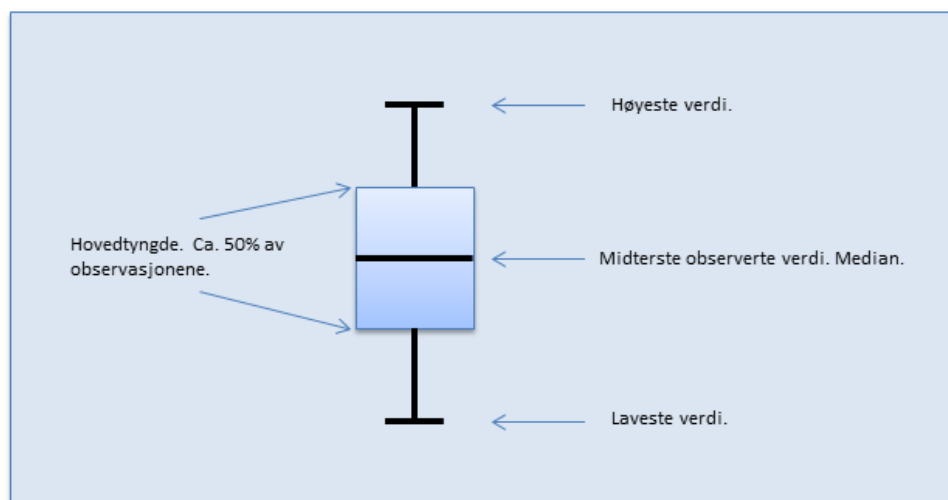 Høyeste verdi.
Hovedtyngde. Ca. 50% av
observasjonene.
Midterste observerte verdi. Median.
Laveste verdi.